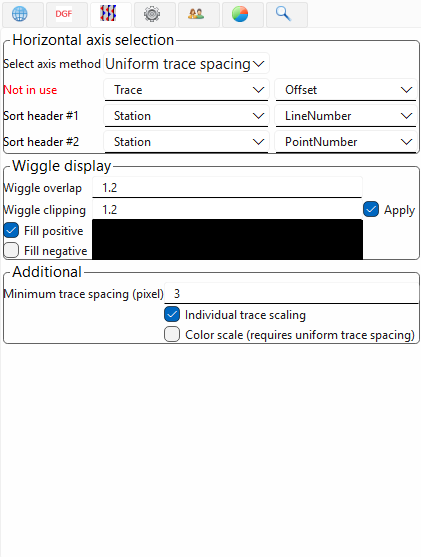 DGF
Horizontal axis selection
Select axis method Uniform trace spacing
Not in use Trace Offset
Sort header #1 Station LineNumber
Sort header #2 Station PointNumber
Wiggle display
Wiggle overlap 1.2
Wiggle clipping 1.2 Apply
Fill positive
Fill negative
Additional
Minimum trace spacing (pixel) 3
Individual trace scaling
Color scale (requires uniform trace spacing)